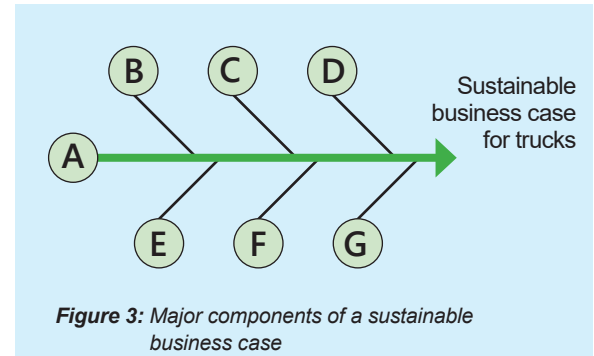 B C D
Sustainable
business case
for trucks
A
E F G
Figure 3: Major components of a sustainable
business case